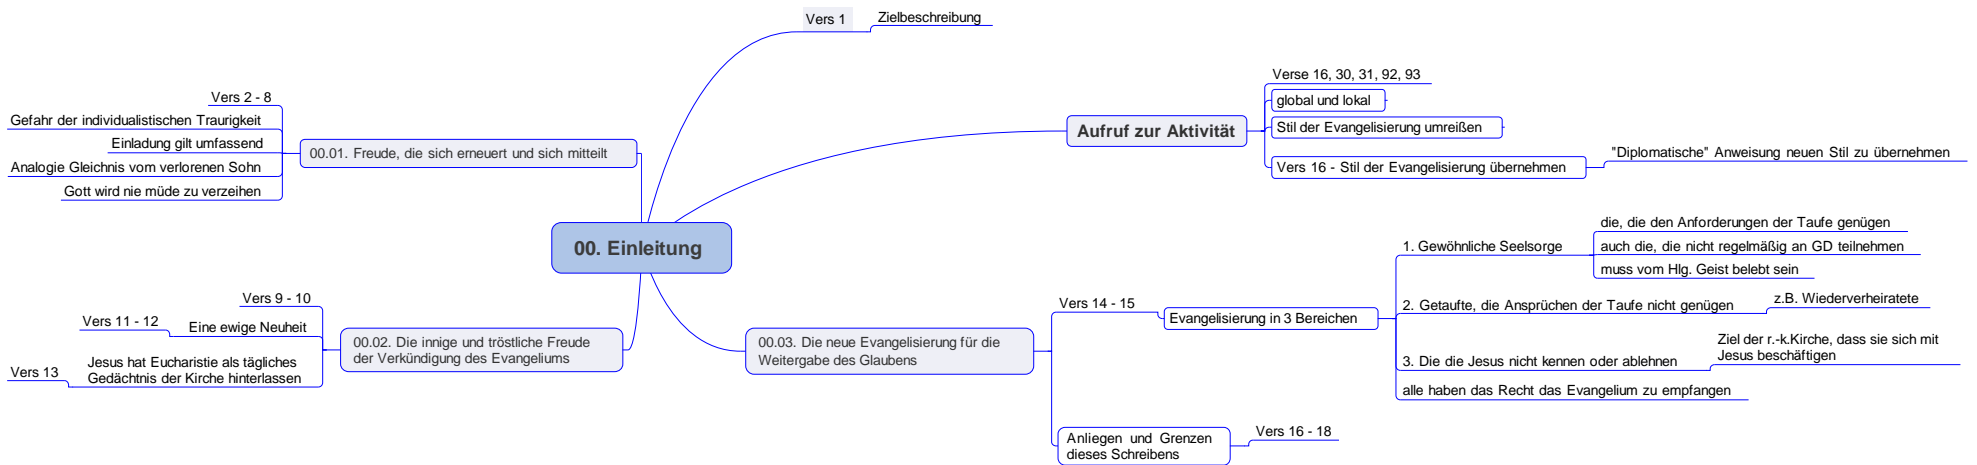 Vers 1
Zielbeschreibung
Verse 16, 30, 31, 92, 93
global und lokal
Aufruf zur Aktivität
Stil der Evangelisierung umreißen
Vers 16 - Stil der Evangelisierung übernehmen
"Diplomatische" Anweisung neuen Stil zu übernehmen
Vers 2 - 8
Gefahr der individualistischen Traurigkeit
Einladung gilt umfassend
Analogie Gleichnis vom verlorenen Sohn
Gott wird nie müde zu verzeihen
00.01. Freude, die sich erneuert und sich mitteilt
00. Einleitung
Vers 9 - 10
Vers 11 - 12
Eine ewige Neuheit
Vers 13
Jesus hat Eucharistie als tägliches
Gedächtnis der Kirche hinterlassen
00.02. Die innige und tröstliche Freude
der Verkündigung des Evangeliums
00.03. Die neue Evangelisierung für die
Weitergabe des Glaubens
Vers 14 - 15
Evangelisierung in 3 Bereichen
1. Gewöhnliche Seelsorge
die, die den Anforderungen der Taufe genügen
auch die, die nicht regelmäßig an GD teilnehmen
muss vom Hlg. Geist belebt sein
2. Getaufte, die Ansprüchen der Taufe nicht genügen
z.B. Wiederverheiratete
3. Die die Jesus nicht kennen oder ablehnen
Ziel der r.-k.Kirche, dass sie sich mit
Jesus beschäftigen
alle haben das Recht das Evangelium zu empfangen
Anliegen und Grenzen
dieses Schreibens
Vers 16 - 18